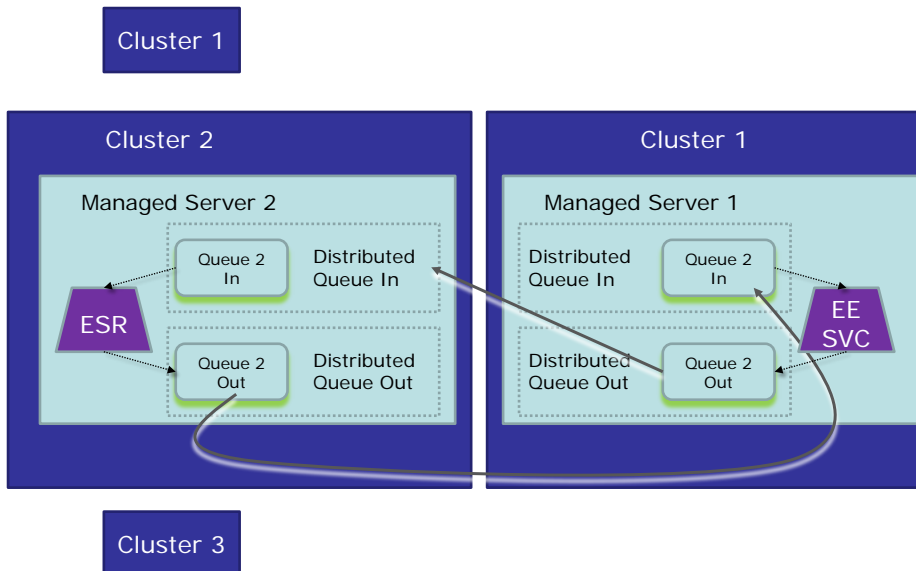 Cluster 1
Cluster 2
Managed Server 2
Queue 2
In
Distributed
Queue In
ESR
Queue 2
Out
Distributed
Queue Out
Cluster 1
Managed Server 1
Distributed
Queue In
Queue 2
In
EE
SVC
Distributed
Queue Out
Queue 2
Out
Cluster 3